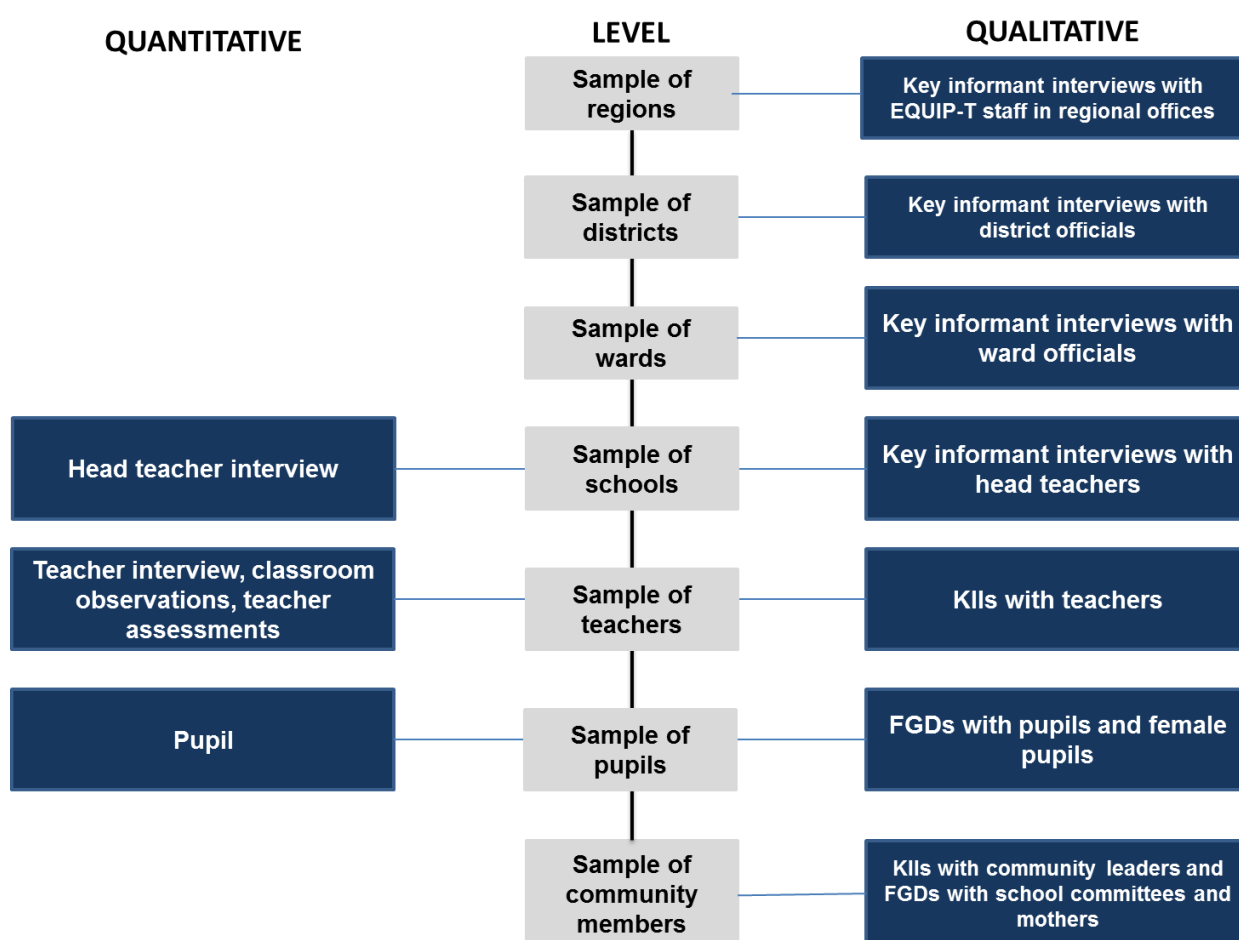 QUANTITATIVE
LEVEL
QUALITATIVE
Sample of
regions
Key informant interviews with
EQUIP-T staff in regional offices
Sample of
districts
Key informant interviews with
district officials
Sample of
wards
Key informant interviews with
ward officials
Head teacher interview
Sample of
schools
Key informant interviews with
head teachers
Teacher interview, classroom
observations, teacher
assessments
Sample of
teachers
KIIs with teachers
Pupil
Sample of
pupils
FGDs with pupils and female
pupils
Sample of
community
members
KIIs with community leaders and
FGDs with school committees and
mothers